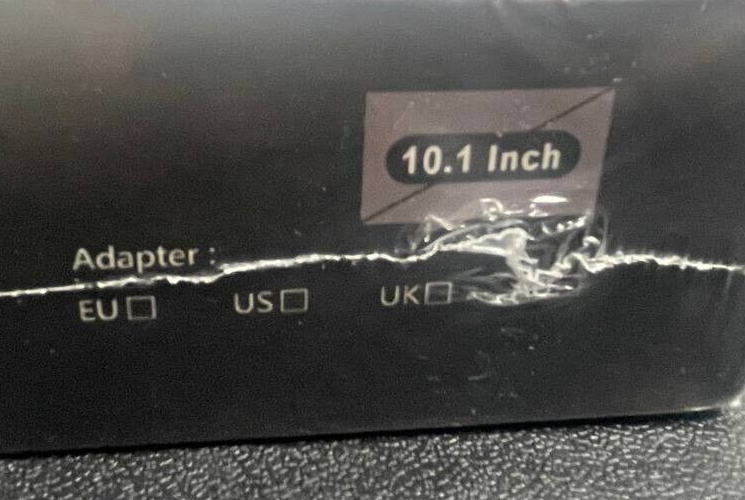 10.1 Inch
Adapter :
EU □ US □ UK □